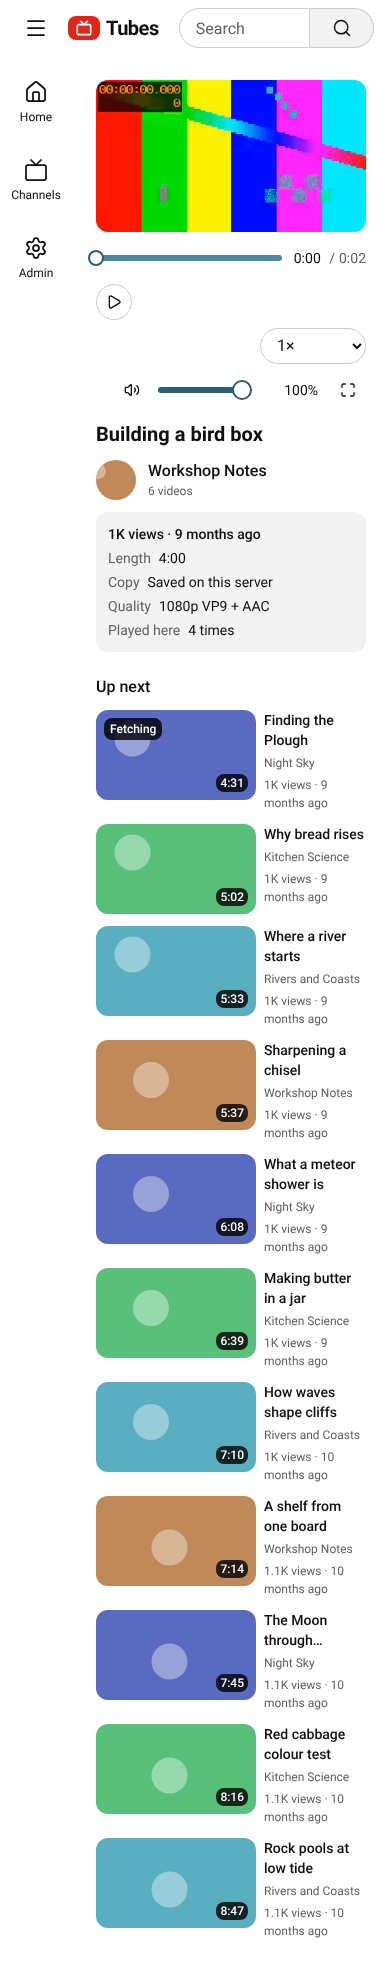 Tubes
Search
Home
Channels
Admin
00:00:00.000
0
0:00 / 0:02
1×
100%
Building a bird box
Workshop Notes
6 videos
1K views · 9 months ago
Length 4:00
Copy Saved on this server
Quality 1080p VP9 + AAC
Played here 4 times
Up next
Fetching
4:31
Finding the
Plough
Night Sky
1K views · 9
months ago
5:02
Why bread rises
Kitchen Science
1K views · 9
months ago
5:33
Where a river
starts
Rivers and Coasts
1K views · 9
months ago
5:37
Sharpening a
chisel
Workshop Notes
1K views · 9
months ago
6:08
What a meteor
shower is
Night Sky
1K views · 9
months ago
6:39
Making butter
in a jar
Kitchen Science
1K views · 9
months ago
7:10
How waves
shape cliffs
Rivers and Coasts
1K views · 10
months ago
7:14
A shelf from
one board
Workshop Notes
1.1K views · 10
months ago
7:45
The Moon
through…
Night Sky
1.1K views · 10
months ago
8:16
Red cabbage
colour test
Kitchen Science
1.1K views · 10
months ago
8:47
Rock pools at
low tide
Rivers and Coasts
1.1K views · 10
months ago